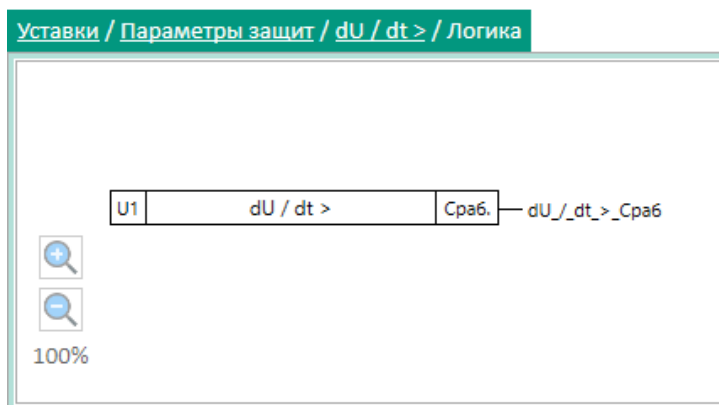 Уставки / Параметры защит / dU / dt > / Логика
U1 dU / dt > Сраб. dU_/_dt_>_Сраб
100%